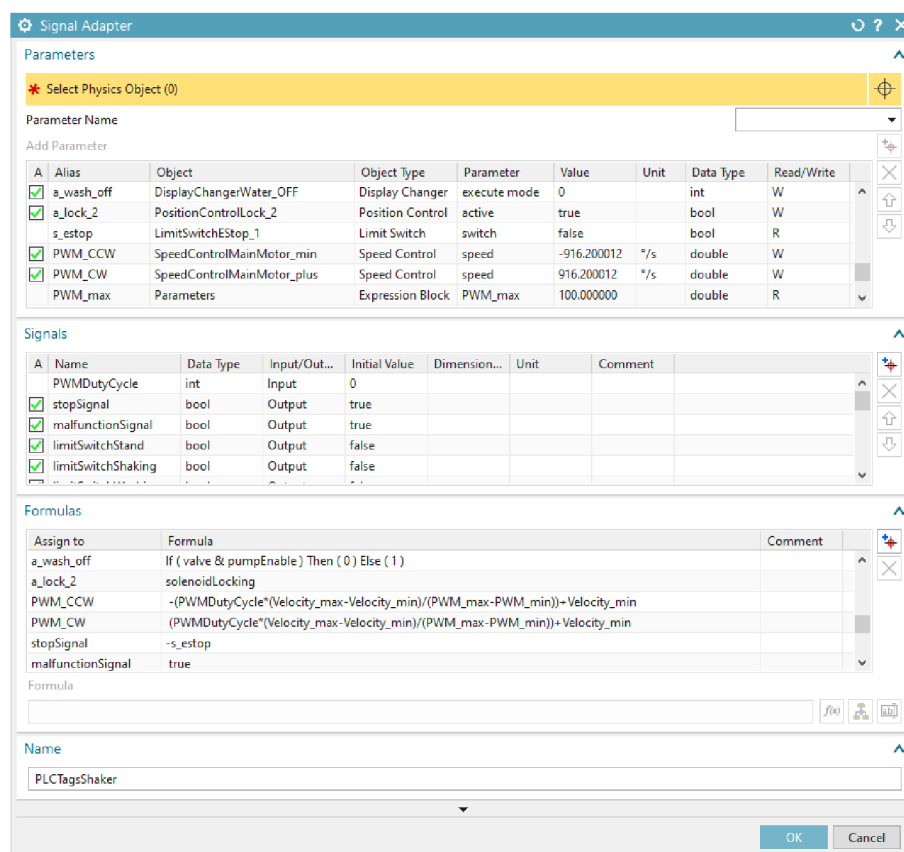 Signal Adapter
Parameters
* Select Physics Object (0)
Parameter Name
Add Parameter
A Alias Object Object Type Parameter Value Unit Data Type Read/Write
a_wash_off DisplayChangerWater_OFF Display Changer execute mode 0 int W
a_lock_2 PositionControlLock_2 Position Control active true bool W
s_estop LimitSwitchEStop_1 Limit Switch switch false bool R
PWM_CCW SpeedControlMainMotor_min Speed Control speed -916.200012 °/s double W
PWM_CW SpeedControlMainMotor_plus Speed Control speed 916.200012 °/s double W
PWM_max Parameters Expression Block PWM_max 100.000000 double R
Signals
A Name Data Type Input/Out... Initial Value Dimension... Unit Comment
PWMDutyCycle int Input 0
stopSignal bool Output true
malfunctionSignal bool Output true
limitSwitchStand bool Output false
limitSwitchShaking bool Output false
Formulas
Assign to Formula Comment
a_wash_off If ( valve & pumpEnable ) Then ( 0 ) Else ( 1 )
a_lock_2 solenoidLocking
PWM_CCW -(PWMDutyCycle*(Velocity_max-Velocity_min)/(PWM_max-PWM_min))+Velocity_min
PWM_CW (PWMDutyCycle*(Velocity_max-Velocity_min)/(PWM_max-PWM_min))+Velocity_min
stopSignal -s_estop
malfunctionSignal true
Formula
f(x) ab
Name
PLCTagsShaker
OK Cancel